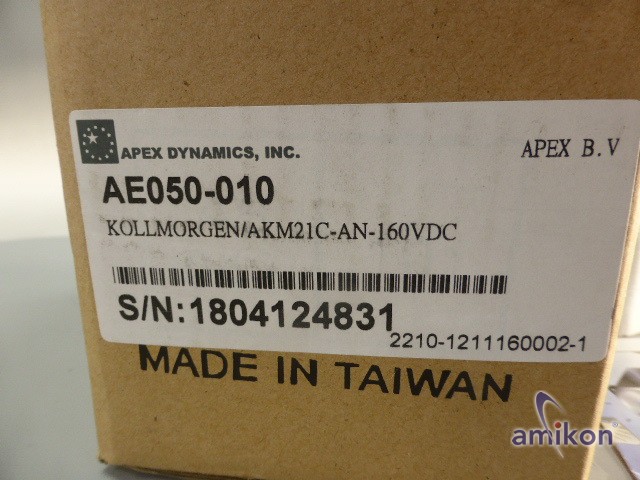 APEX DYNAMICS, INC.
APEX B.V
AE050-010
KOLLMORGEN/AKM21C-AN-160VDC
S/N:1804124831
2210-1211160002-1
MADE IN TAIWAN
amikon